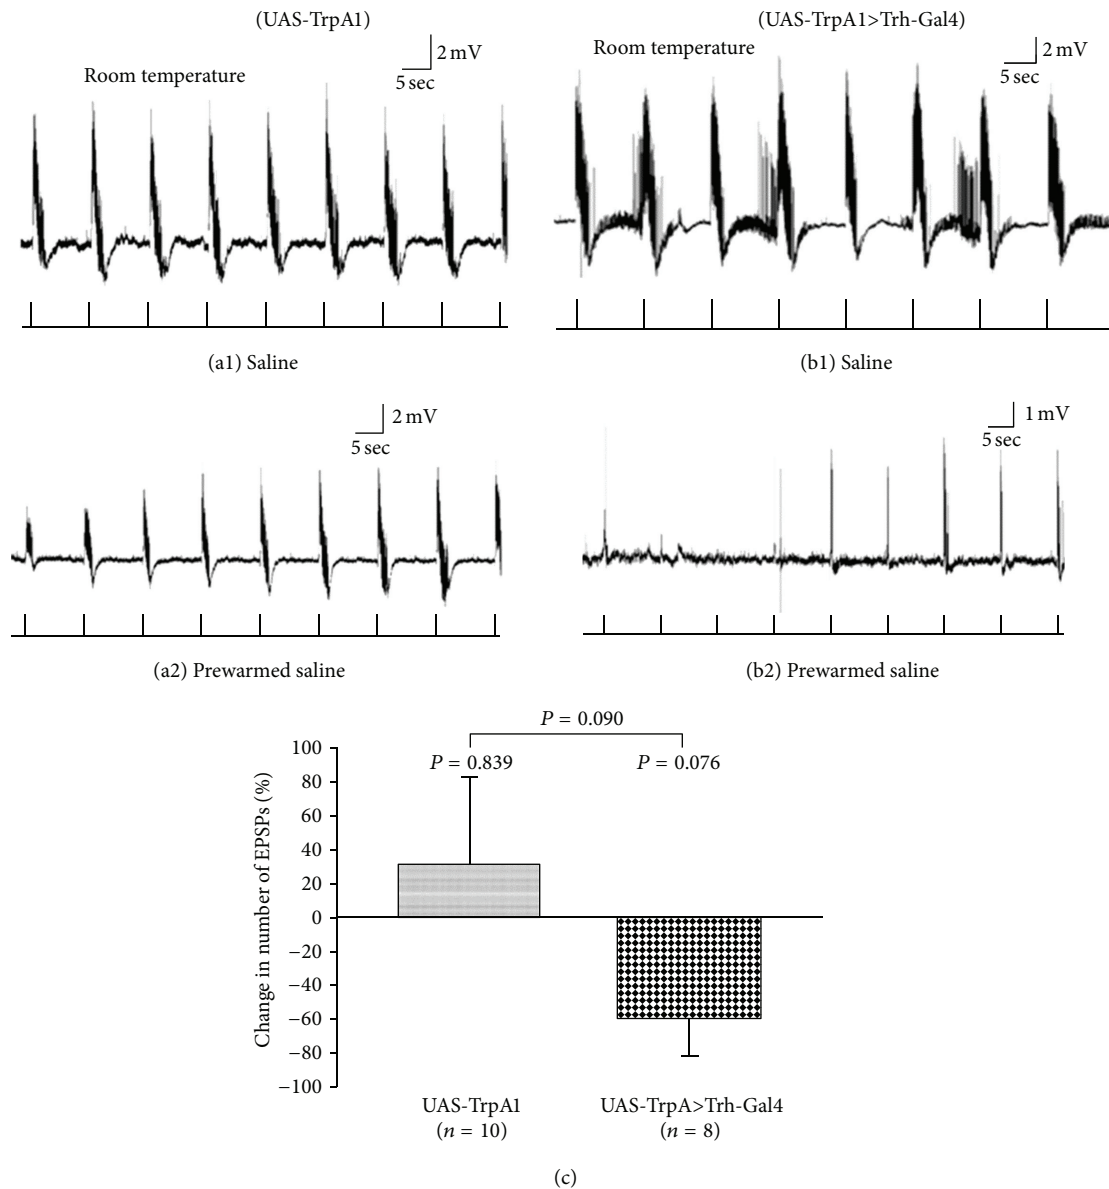 (UAS-TrpA1)
2 mV
5 sec
Room temperature
(a1) Saline
(UAS-TrpA1>Trh-Gal4)
Room temperature
2 mV
5 sec
(b1) Saline
2 mV
5 sec
(a2) Prewarmed saline
1 mV
5 sec
(b2) Prewarmed saline
P = 0.090
P = 0.839
P = 0.076
Change in number of EPSPs (%)
100
80
60
40
20
0
−20
−40
−60
−80
−100
UAS-TrpA1
(n = 10)
UAS-TrpA>Trh-Gal4
(n = 8)
(c)